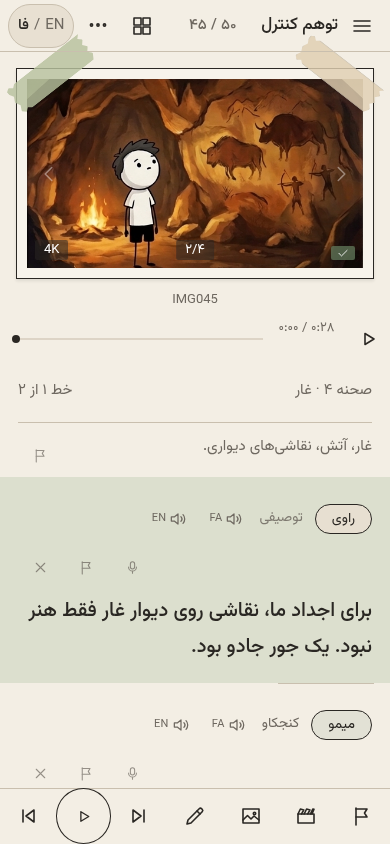 توهم کنترل
۴۵ / ۵۰
فا / EN
4K
۲/۴
IMG045
۰:۰۰ / ۰:۲۸
صحنه ۴ · غار
خط ۱ از ۲
غار، آتش، نقاشی‌های دیواری.
راوی
توصیفی
FA
EN
برای اجداد ما، نقاشی روی دیوار غار فقط هنر
نبود. یک جور جادو بود.
میمو
کنجکاو
FA
EN